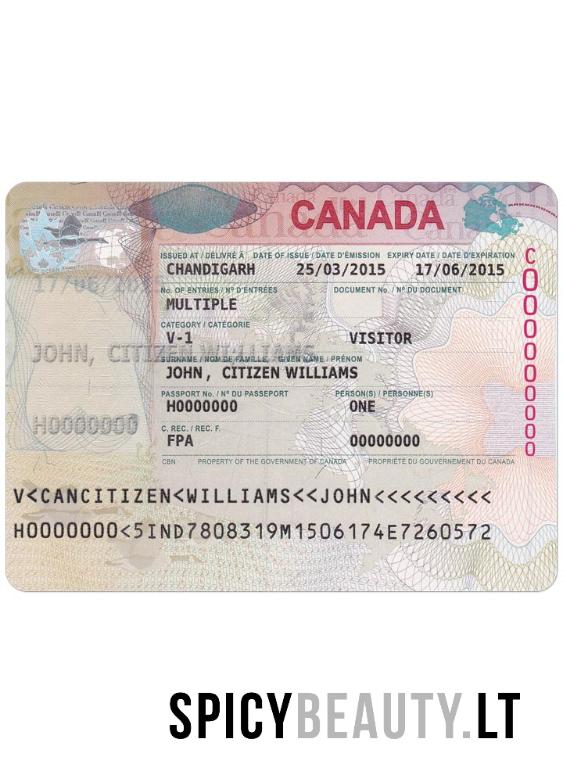 CANADA
ISSUED AT / DÉLIVRÉ À DATE OF ISSUE / DATE D'ÉMISSION EXPIRY DATE / DATE D'EXPIRATION
CHANDIGARH 25/03/2015 17/06/2015
No. OF ENTRIES / Nº D'ENTRÉES DOCUMENT No. / Nº DU DOCUMENT
MULTIPLE
CATEGORY / CATÉGORIE
V-1 VISITOR
SURNAME / NOM DE FAMILLE, GIVEN NAME / PRÉNOM
JOHN, CITIZEN WILLIAMS
PASSPORT No. / Nº DU PASSEPORT PERSON(S) / PERSONNE(S)
H0000000 ONE
C. REC. / REC. F.
FPA 00000000
CBN PROPERTY OF THE GOVERNMENT OF CANADA PROPRIÉTÉ DU GOUVERNEMENT DU CANADA
C000000000
17/06/201
JOHN, CITIZEN WILLIAMS
H0000000
V<CANCITIZEN<WILLIAMS<<JOHN<<<<<<<<<
H0000000<5IND7808319M1506174E7260572
SPICYBEAUTY.LT